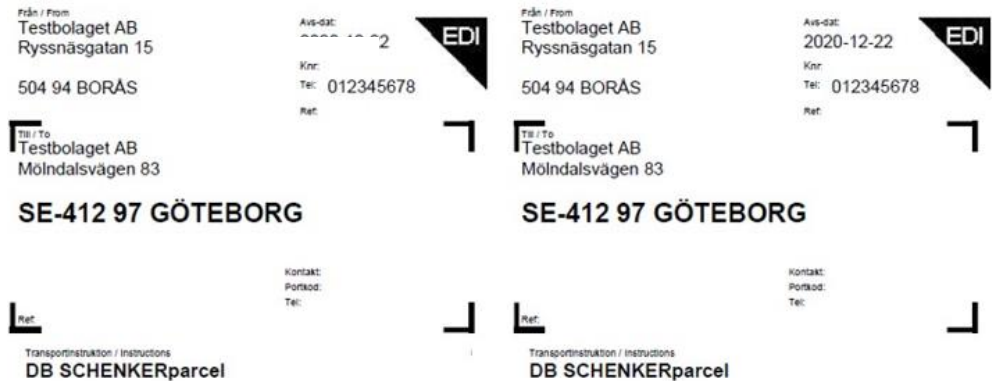 Från / From
Testbolaget AB
Ryssnäsgatan 15
504 94 BORÅS
Avs-dat:
EDI
Knr:
Tel: 012345678
Ref:
Till / To
Testbolaget AB
Mölndalsvägen 83
SE-412 97 GÖTEBORG
Kontakt:
Portkod:
Tel:
Ref:
Transportinstruktion / Instructions
DB SCHENKERparcel
Från / From
Testbolaget AB
Ryssnäsgatan 15
504 94 BORÅS
Avs-dat:
2020-12-22
EDI
Knr:
Tel: 012345678
Ref:
Till / To
Testbolaget AB
Mölndalsvägen 83
SE-412 97 GÖTEBORG
Kontakt:
Portkod:
Tel:
Ref:
Transportinstruktion / Instructions
DB SCHENKERparcel